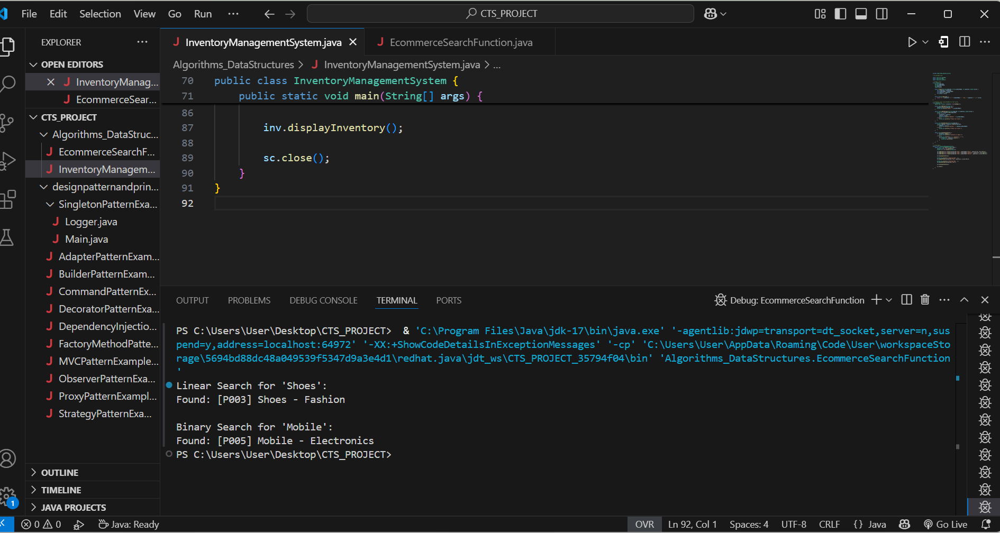 File Edit Selection View Go Run ··· CTS_PROJECT
EXPLORER ···
OPEN EDITORS
InventoryManag...
EcommerceSear...
CTS_PROJECT
Algorithms_DataStruc...
EcommerceSearchF...
InventoryManagem...
designpatternandprin...
SingletonPatternExa...
Logger.java
Main.java
AdapterPatternExam...
BuilderPatternExam...
CommandPatternEx...
DecoratorPatternExa...
DependencyInjectio...
FactoryMethodPatte...
MVCPatternExample...
ObserverPatternExa...
ProxyPatternExampl...
StrategyPatternExa...
OUTLINE
TIMELINE
JAVA PROJECTS
1
J InventoryManagementSystem.java J EcommerceSearchFunction.java
Algorithms_DataStructures > J InventoryManagementSystem.java > ...
70 public class InventoryManagementSystem {
71 public static void main(String[] args) {
86
87 inv.displayInventory();
88
89 sc.close();
90 }
91 }
92
OUTPUT PROBLEMS DEBUG CONSOLE TERMINAL PORTS Debug: EcommerceSearchFunction
PS C:\Users\User\Desktop\CTS_PROJECT> & 'C:\Program Files\Java\jdk-17\bin\java.exe' '-agentlib:jdwp=transport=dt_socket,server=n,sus
pend=y,address=localhost:64972' '-XX:+ShowCodeDetailsInExceptionMessages' '-cp' 'C:\Users\User\AppData\Roaming\Code\User\workspaceSto
rage\5694bd88dc48a049539f5347d9a3e4d1\redhat.java\jdt_ws\CTS_PROJECT_35794f04\bin' 'Algorithms_DataStructures.EcommerceSearchFunction
'
Linear Search for 'Shoes':
Found: [P003] Shoes - Fashion
Binary Search for 'Mobile':
Found: [P005] Mobile - Electronics
PS C:\Users\User\Desktop\CTS_PROJECT>
0 0 Java: Ready OVR Ln 92, Col 1 Spaces: 4 UTF-8 CRLF {} Java Go Live